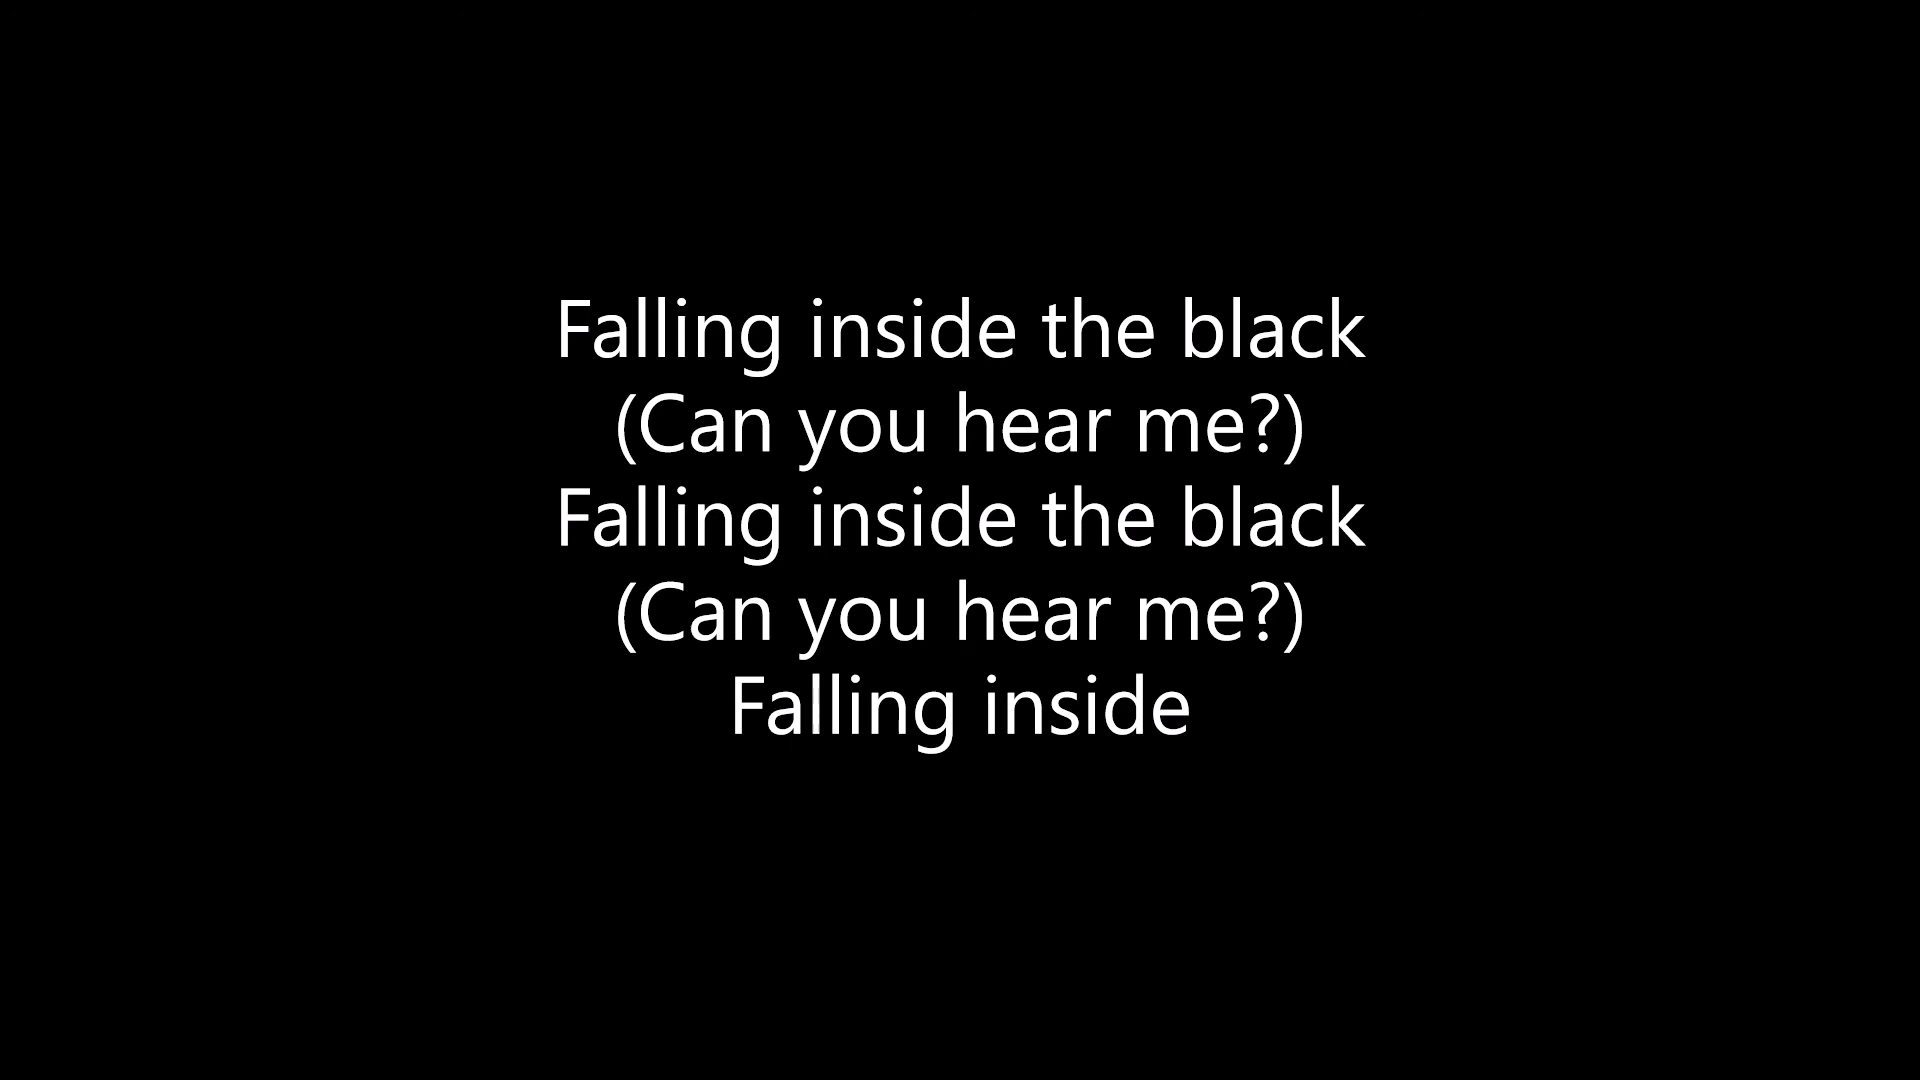 Falling inside the black
(Can you hear me?)
Falling inside the black
(Can you hear me?)
Falling inside